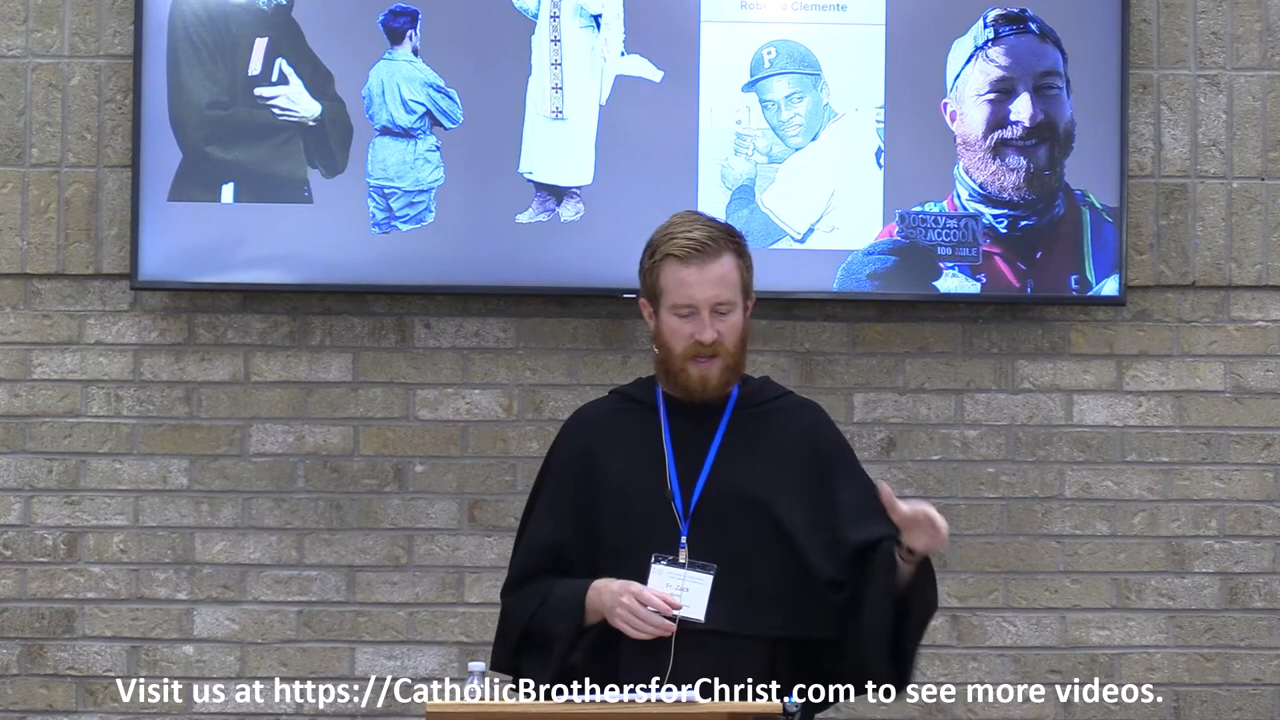 Roberto Clemente
P
ROCKY
RACCOON
100 MILE
Fr. Zack
Visit us at https://CatholicBrothersforChrist.com to see more videos.